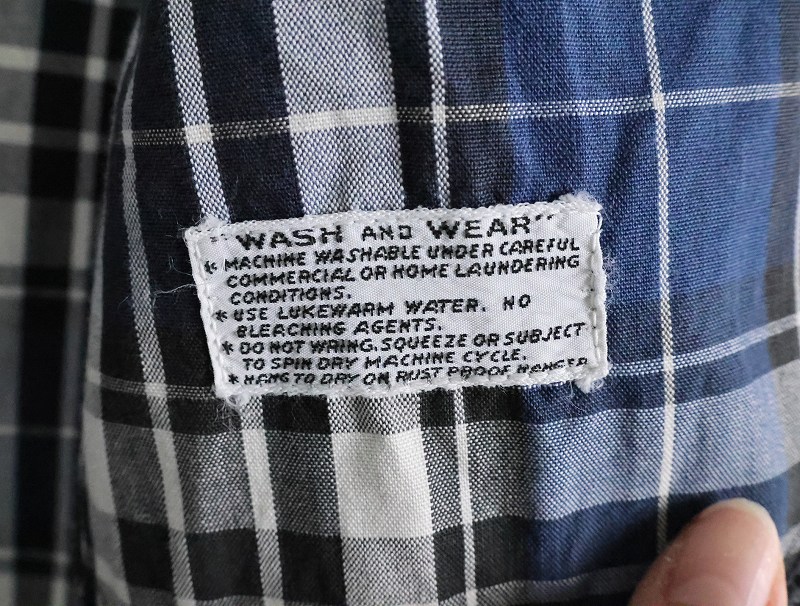 "WASH AND WEAR"
* MACHINE WASHABLE UNDER CAREFUL
COMMERCIAL OR HOME LAUNDERING
CONDITIONS.
* USE LUKEWARM WATER. NO
BLEACHING AGENTS.
* DO NOT WRING. SQUEEZE OR SUBJECT
TO SPIN DRY MACHINE CYCLE.
* HANG TO DRY ON RUST PROOF HANGER